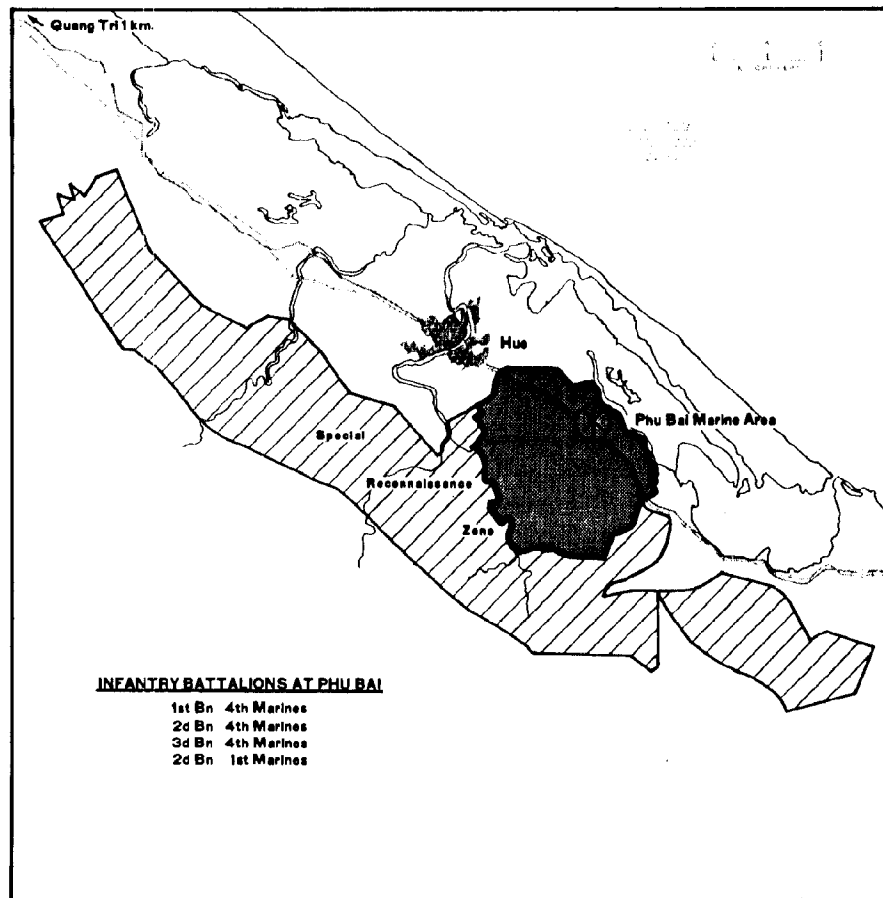 Quang Tri 1 km.
Hue
Phu Bai Marine Area
Special
Reconnaissance
Zone
INFANTRY BATTALIONS AT PHU BAI
1st Bn 4th Marines
2d Bn 4th Marines
3d Bn 4th Marines
2d Bn 1st Marines